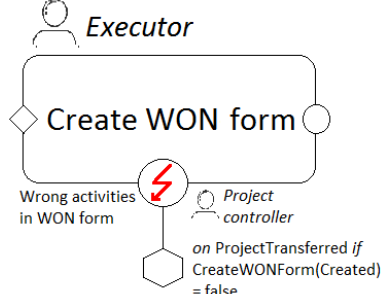 Executor
Create WON form
Wrong activities
in WON form
Project
controller
on ProjectTransferred if
CreateWONForm(Created)
= false